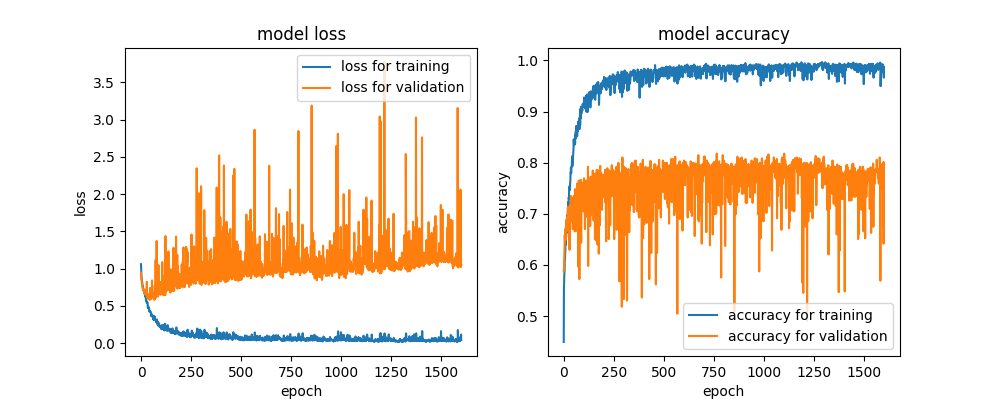 model loss
loss for training
loss for validation
3.5
3.0
2.5
2.0
1.5
1.0
0.5
0.0
loss
0
250
500
750
1000
1250
1500
epoch
model accuracy
1.0
0.9
0.8
0.7
0.6
0.5
accuracy
accuracy for training
accuracy for validation
0
250
500
750
1000
1250
1500
epoch